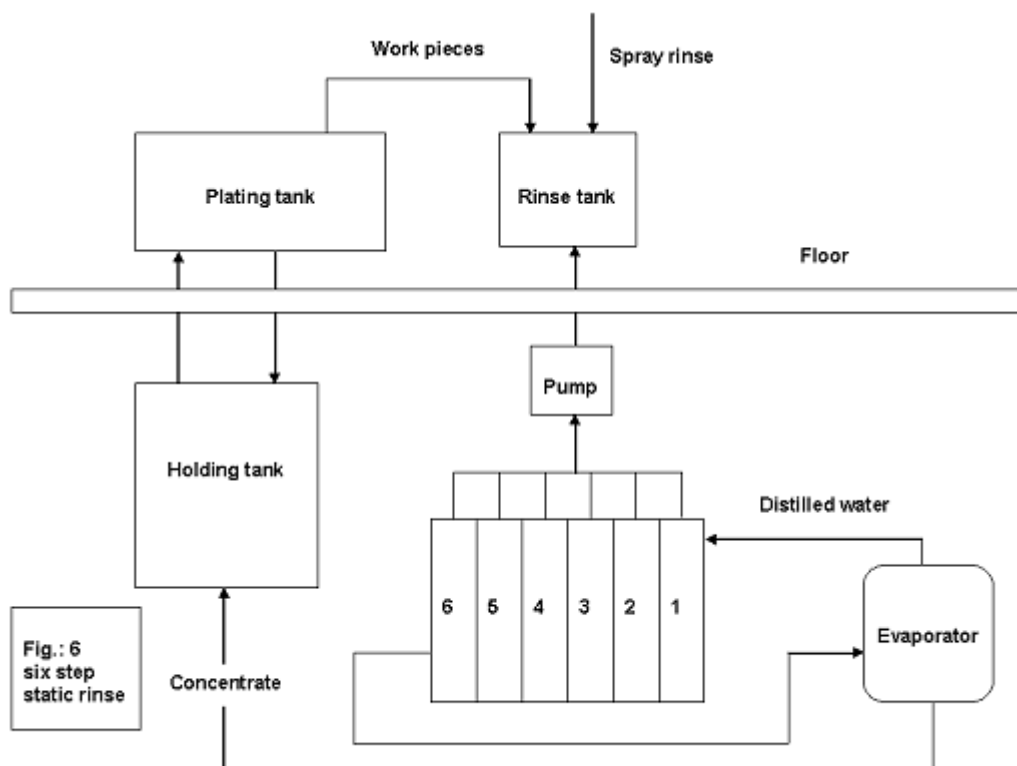 Work pieces
Spray rinse
Plating tank
Rinse tank
Floor
Pump
Holding tank
Distilled water
6 5 4 3 2 1
Evaporator
Fig.: 6
six step
static rinse
Concentrate